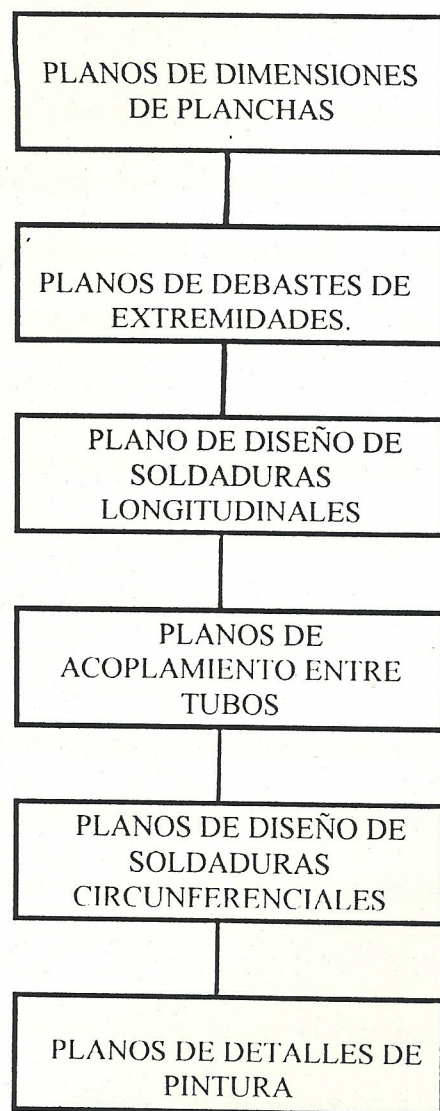 PLANOS DE DIMENSIONES
DE PLANCHAS
PLANOS DE DEBASTES DE
EXTREMIDADES.
PLANO DE DISEÑO DE
SOLDADURAS
LONGITUDINALES
PLANOS DE
ACOPLAMIENTO ENTRE
TUBOS
PLANOS DE DISEÑO DE
SOLDADURAS
CIRCUNFERENCIALES
PLANOS DE DETALLES DE
PINTURA